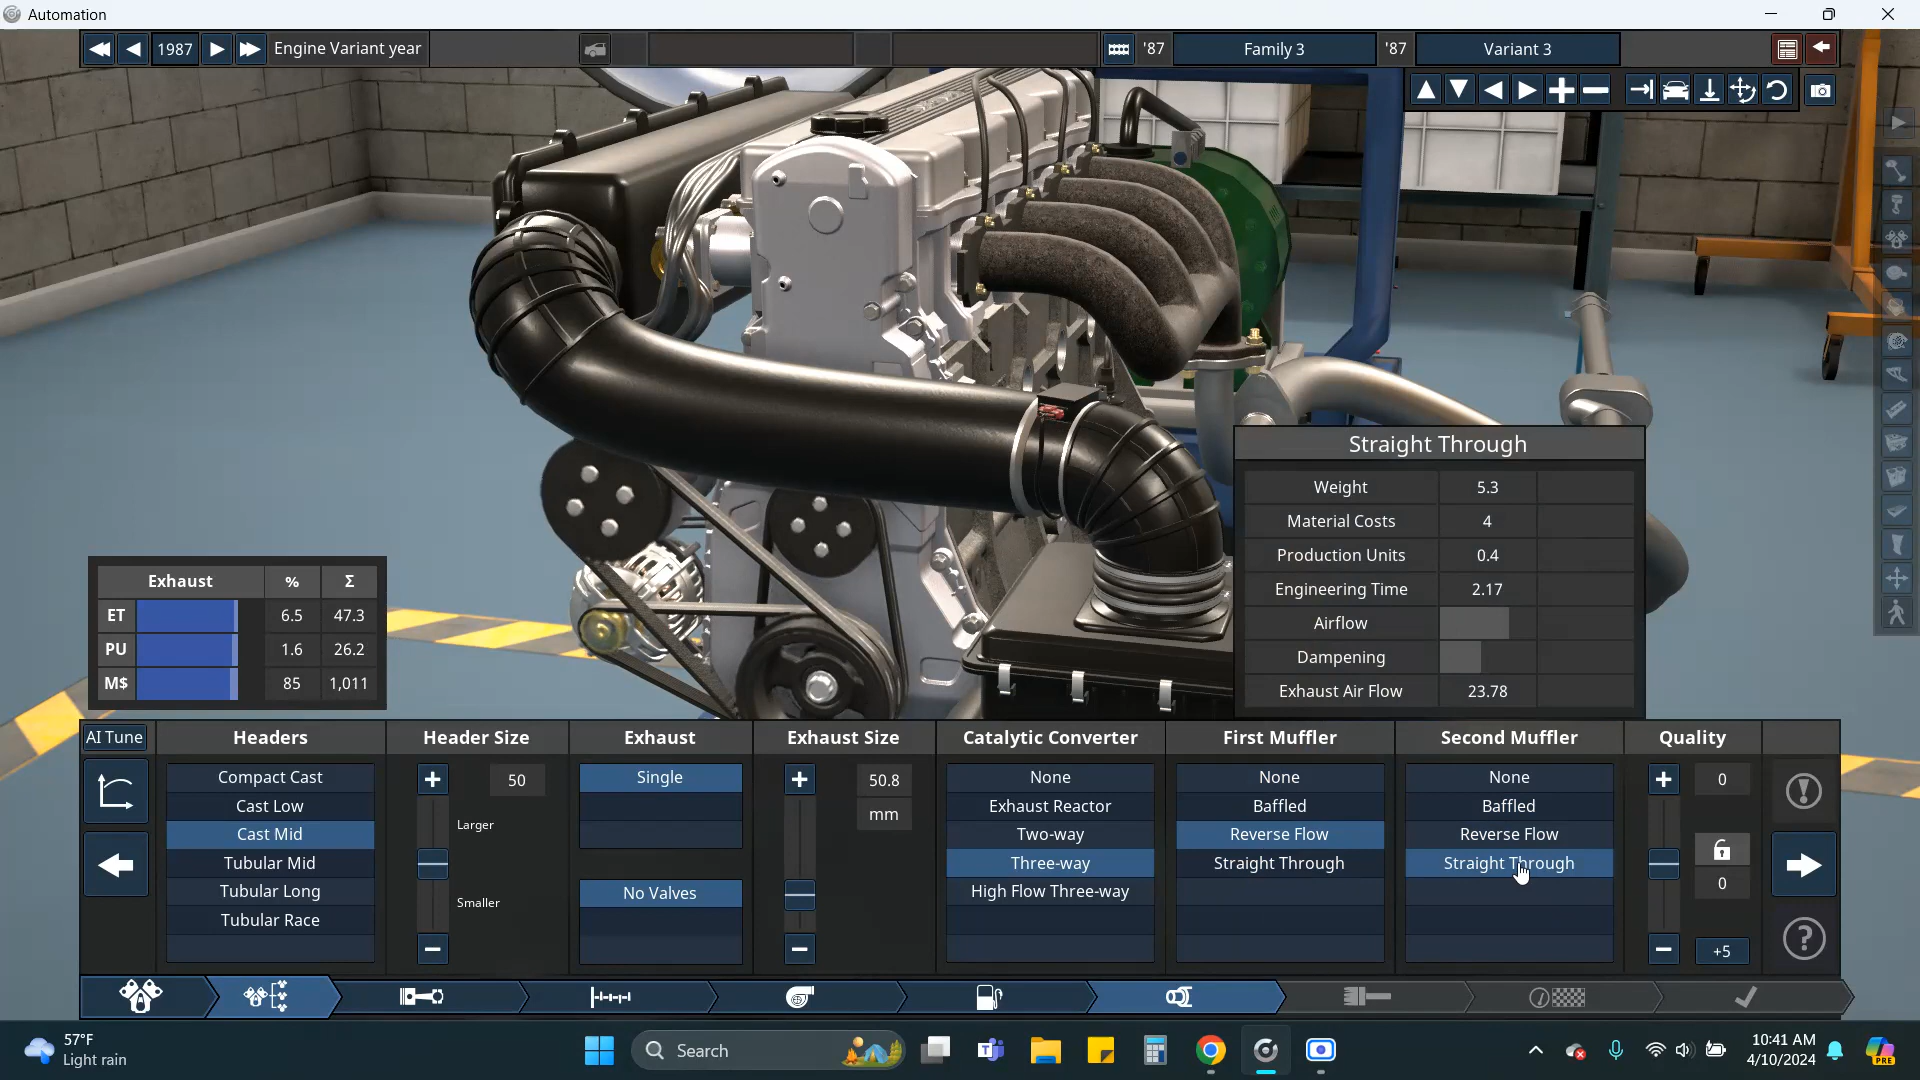 Automation
1987
Engine Variant year
'87
Family 3
'87
Variant 3
Straight Through
Weight 5.3
Material Costs 4
Production Units 0.4
Engineering Time 2.17
Airflow
Dampening
Exhaust Air Flow 23.78
Exhaust % Σ
ET 6.5 47.3
PU 1.6 26.2
M$ 85 1,011
AI Tune
Headers
Compact Cast
Cast Low
Cast Mid
Tubular Mid
Tubular Long
Tubular Race
Header Size
50
Larger
Smaller
Exhaust
Single
No Valves
Exhaust Size
50.8
mm
Catalytic Converter
None
Exhaust Reactor
Two-way
Three-way
High Flow Three-way
First Muffler
None
Baffled
Reverse Flow
Straight Through
Second Muffler
None
Baffled
Reverse Flow
Straight Through
Quality
0
0
+5
57°F
Light rain
Search
10:41 AM
4/10/2024
PRE